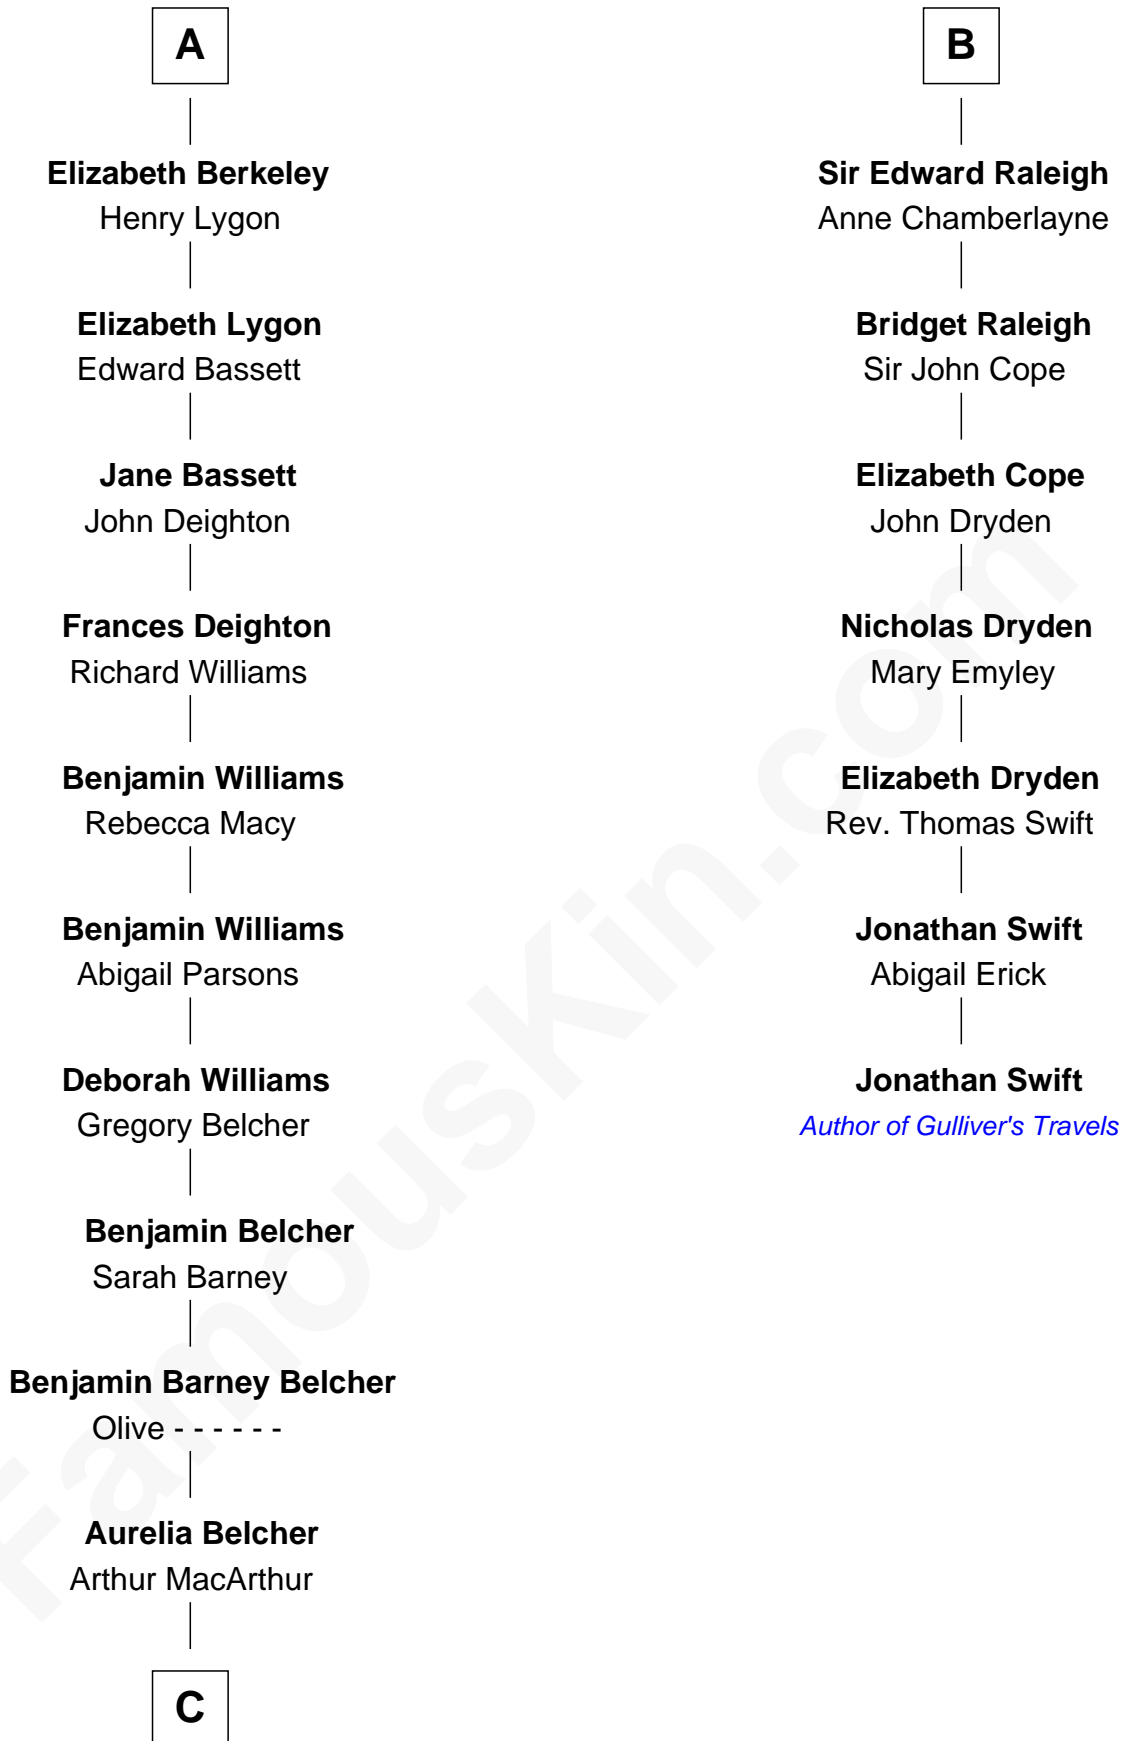 A
Elizabeth Berkeley
Henry Lygon
Elizabeth Lygon
Edward Bassett
Jane Bassett
John Deighton
Frances Deighton
Richard Williams
Benjamin Williams
Rebecca Macy
Benjamin Williams
Abigail Parsons
Deborah Williams
Gregory Belcher
Benjamin Belcher
Sarah Barney
Benjamin Barney Belcher
Olive - - - - - -
Aurelia Belcher
Arthur MacArthur
C
B
Sir Edward Raleigh
Anne Chamberlayne
Bridget Raleigh
Sir John Cope
Elizabeth Cope
John Dryden
Nicholas Dryden
Mary Emyley
Elizabeth Dryden
Rev. Thomas Swift
Jonathan Swift
Abigail Erick
Jonathan Swift
Author of Gulliver's Travels
FamousKin.com